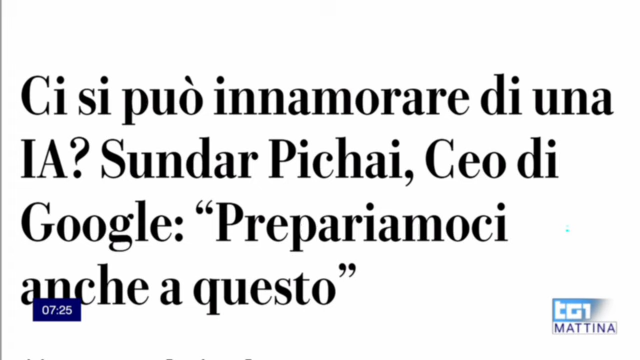 Ci si può innamorare di una
IA? Sundar Pichai, Ceo di
Google: “Prepariamoci
anche a questo”
07:25
TG1
MATTINA